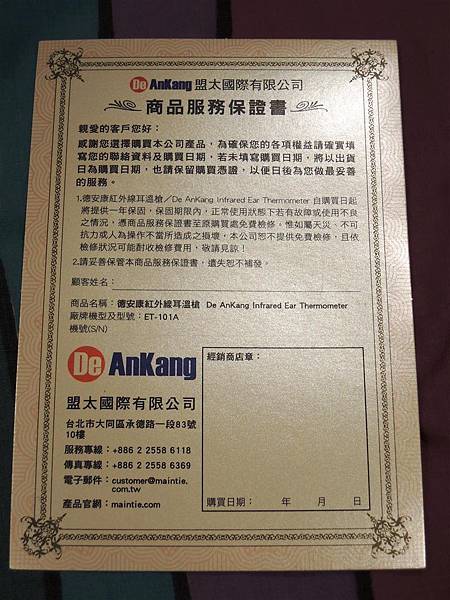 De AnKang 盟太國際有限公司
商品服務保證書
親愛的客戶您好：
感謝您選擇購買本公司產品，為確保您的各項權益請確實填
寫您的聯絡資料及購買日期，若未填寫購買日期，將以出貨
日為購買日期，也請保留購買憑證，以便日後為您做最妥善
的服務。
1.德安康紅外線耳溫槍／De AnKang Infrared Ear Thermometer 自購買日起
將提供一年保固，保固期限內，正常使用狀態下若有故障或使用不良
之情況，憑商品服務保證書至原購買處免費檢修。惟如屬天災、不可
抗力或人為操作不當所造成之損壞，本公司恕不提供免費檢修，且依
檢修狀況可能酌收檢修費用，敬請見諒！
2.請妥善保管本商品服務保證書，遺失恕不補發。
顧客姓名：
商品名稱：德安康紅外線耳溫槍 De AnKang Infrared Ear Thermometer
廠牌機型及型號：ET-101A
機號(S/N)
De AnKang
盟太國際有限公司
台北市大同區承德路一段83號
10樓
服務專線：+886 2 2558 6118
傳真專線：+886 2 2558 6369
電子郵件：customer@maintie.
com.tw
產品官網：maintie.com
經銷商店章：
購買日期： 年 月 日